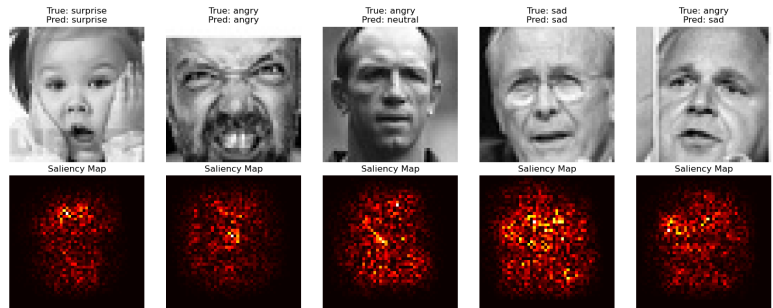 True: surprise
Pred: surprise
True: angry
Pred: angry
True: angry
Pred: neutral
True: sad
Pred: sad
True: angry
Pred: sad
Saliency Map
Saliency Map
Saliency Map
Saliency Map
Saliency Map